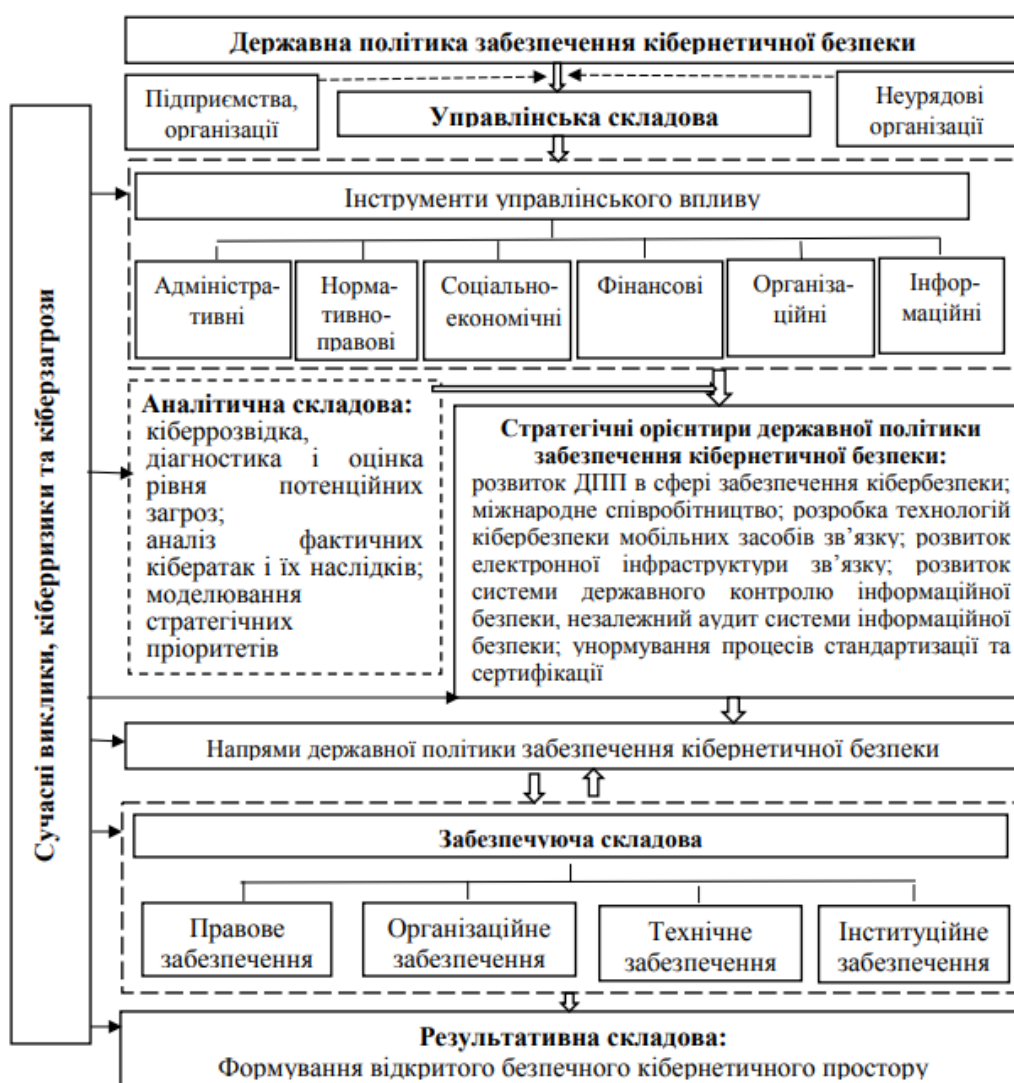 Державна політика забезпечення кібернетичної безпеки
Підприємства,
організації
Управлінська складова
Неурядові
організації
Сучасні виклики, кіберризики та кіберзагрози
Інструменти управлінського впливу
Адміністра-
тивні
Норма-
тивно-
правові
Соціально-
економічні
Фінансові
Організа-
ційні
Інфор-
маційні
Аналітична складова:
кіберрозвідка,
діагностика і оцінка
рівня потенційних
загроз;
аналіз фактичних
кібератак і їх наслідків;
моделювання
стратегічних
пріоритетів
Стратегічні орієнтири державної політики
забезпечення кібернетичної безпеки:
розвиток ДПП в сфері забезпечення кібербезпеки;
міжнародне співробітництво; розробка технологій
кібербезпеки мобільних засобів зв’язку; розвиток
електронної інфраструктури зв’язку; розвиток
системи державного контролю інформаційної
безпеки, незалежний аудит системи інформаційної
безпеки; унормування процесів стандартизації та
сертифікації
Напрями державної політики забезпечення кібернетичної безпеки
Забезпечуюча складова
Правове
забезпечення
Організаційне
забезпечення
Технічне
забезпечення
Інституційне
забезпечення
Результативна складова:
Формування відкритого безпечного кібернетичного простору